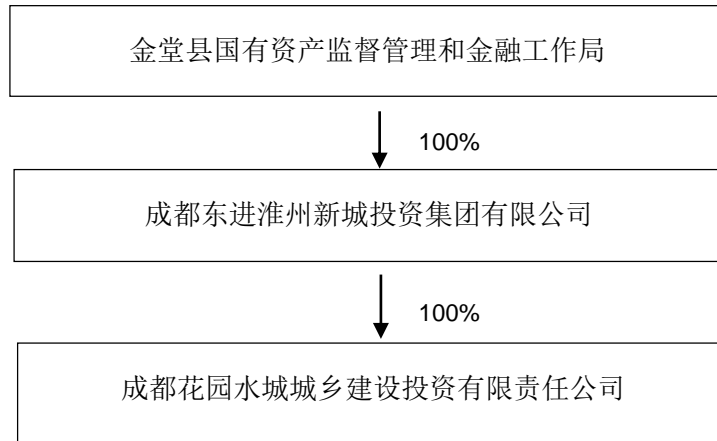 金堂县国有资产监督管理和金融工作局
100%
成都东进淮州新城投资集团有限公司
100%
成都花园水城城乡建设投资有限责任公司